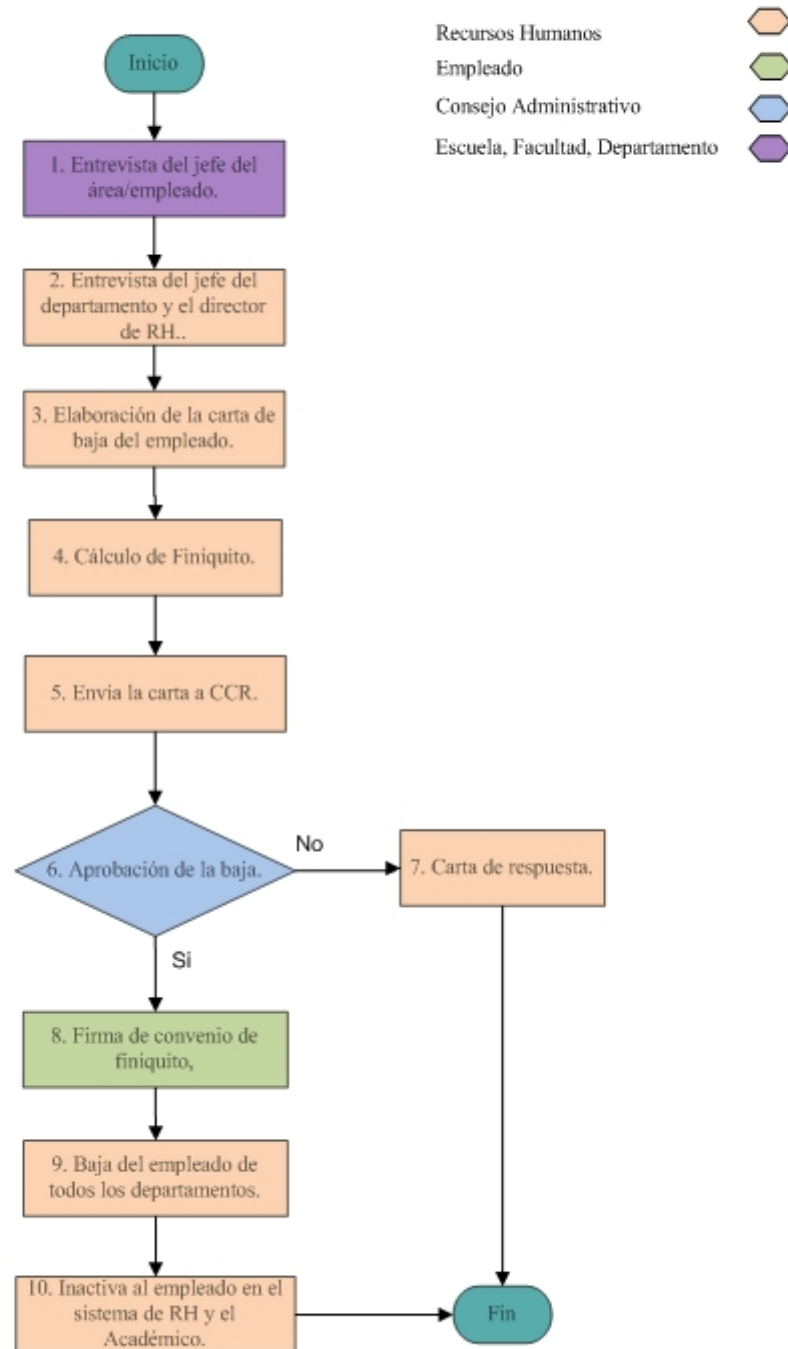 Inicio
Recursos Humanos
Empleado
Consejo Administrativo
Escuela, Facultad, Departamento
1. Entrevista del jefe del
área/empleado.
2. Entrevista del jefe del
departamento y el director
de RH..
3. Elaboración de la carta de
baja del empleado.
4. Cálculo de Finiquito.
5. Envia la carta a CCR.
6. Aprobación de la baja.
No
7. Carta de respuesta.
Si
8. Firma de convenio de
finiquito,
9. Baja del empleado de
todos los departamentos.
10. Inactiva al empleado en el
sistema de RH y el
Académico.
Fin